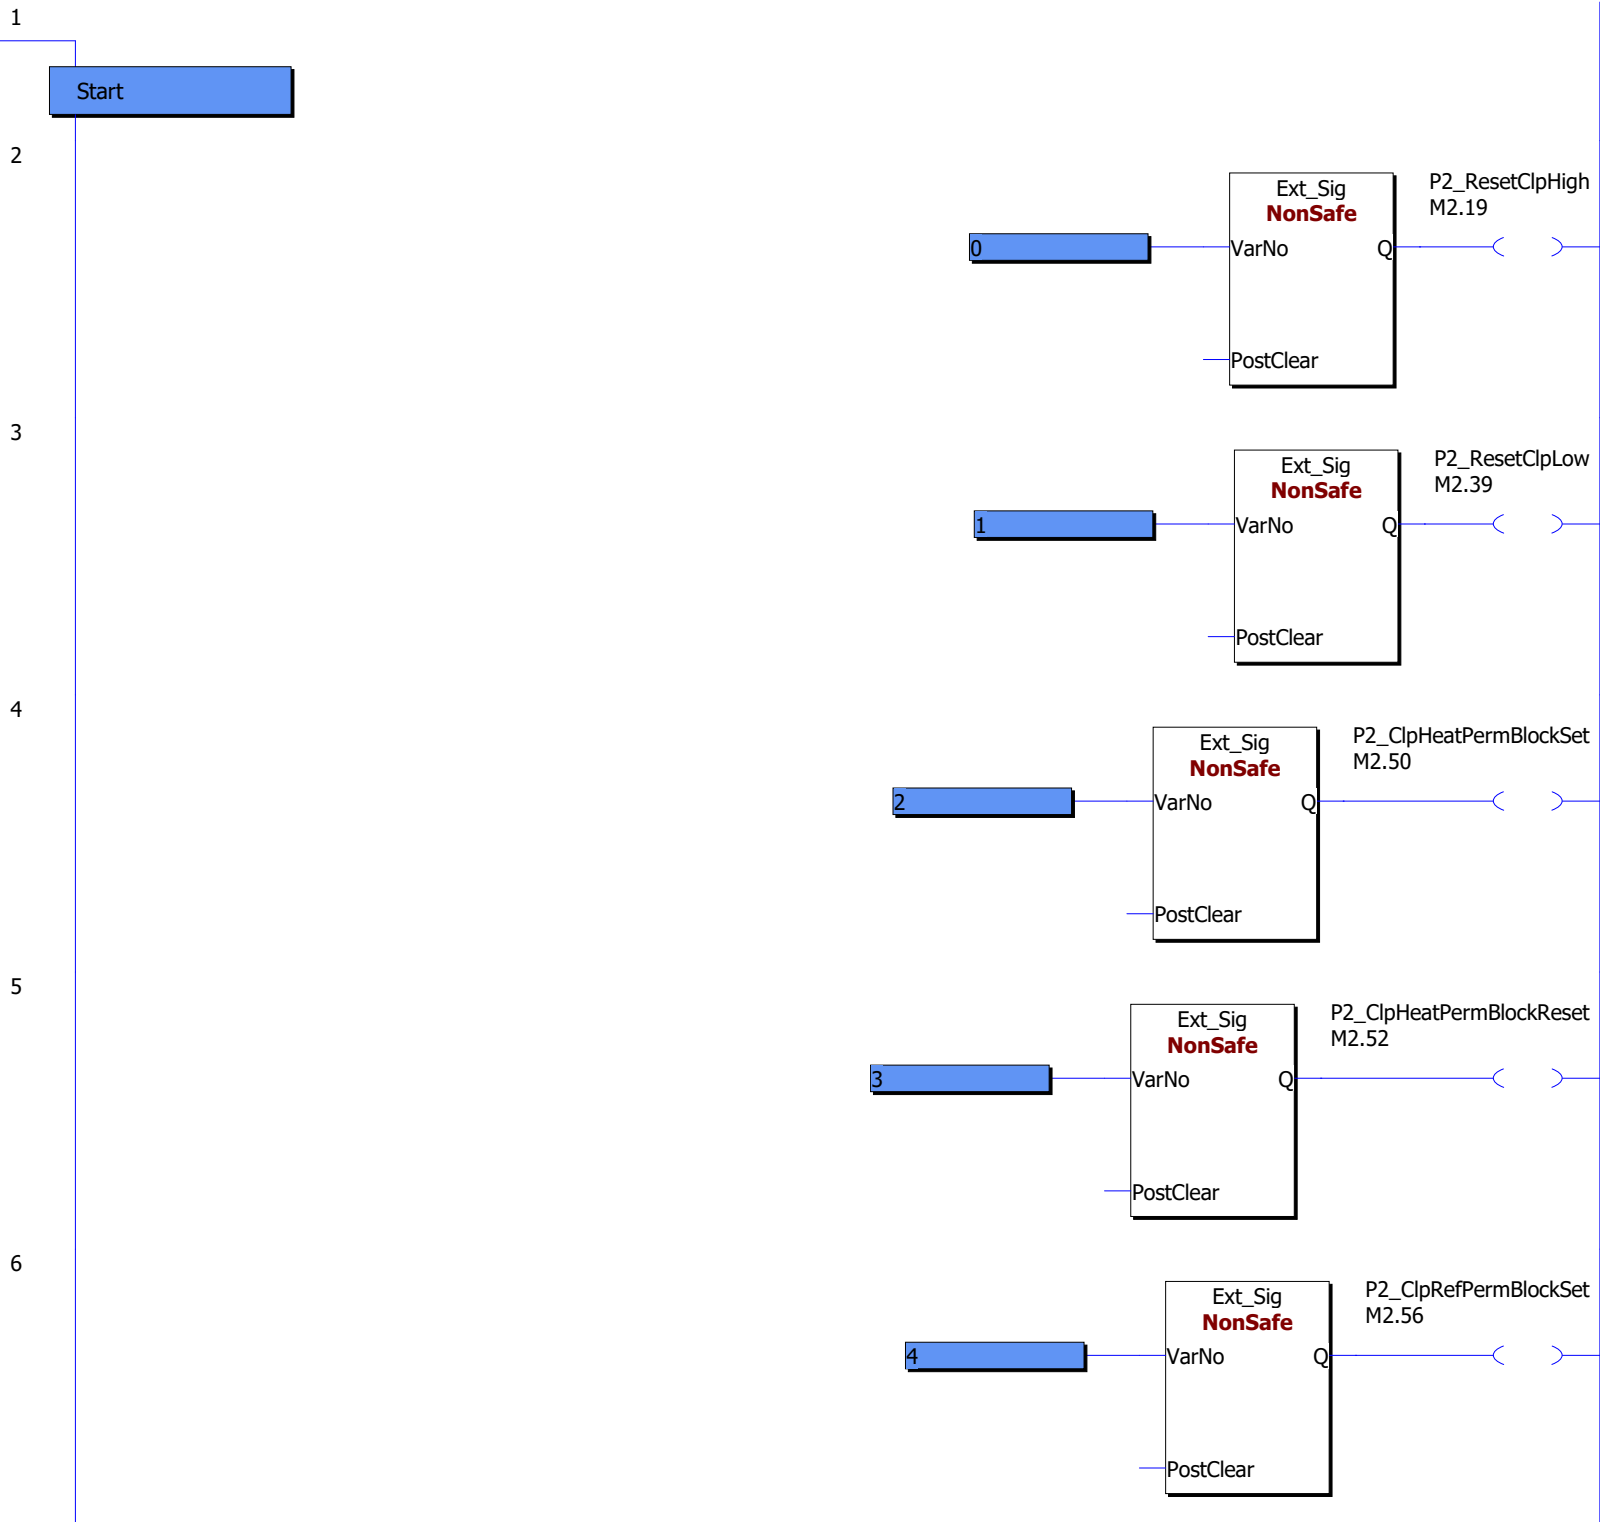 1
Start
2
Ext_Sig
NonSafe
P2_ResetClpHigh
M2.19
0
VarNo
Q
PostClear
3
Ext_Sig
NonSafe
P2_ResetClpLow
M2.39
1
VarNo
Q
PostClear
4
Ext_Sig
NonSafe
P2_ClpHeatPermBlockSet
M2.50
2
VarNo
Q
PostClear
5
Ext_Sig
NonSafe
P2_ClpHeatPermBlockReset
M2.52
3
VarNo
Q
PostClear
6
Ext_Sig
NonSafe
P2_ClpRefPermBlockSet
M2.56
4
VarNo
Q
PostClear